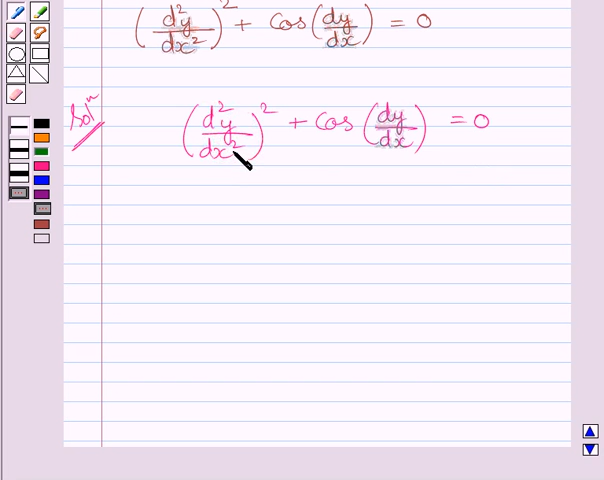 (d²y/dx²)² + cos(dy/dx) = 0
Solⁿ
(d²y/dx²)² + cos(dy/dx) = 0